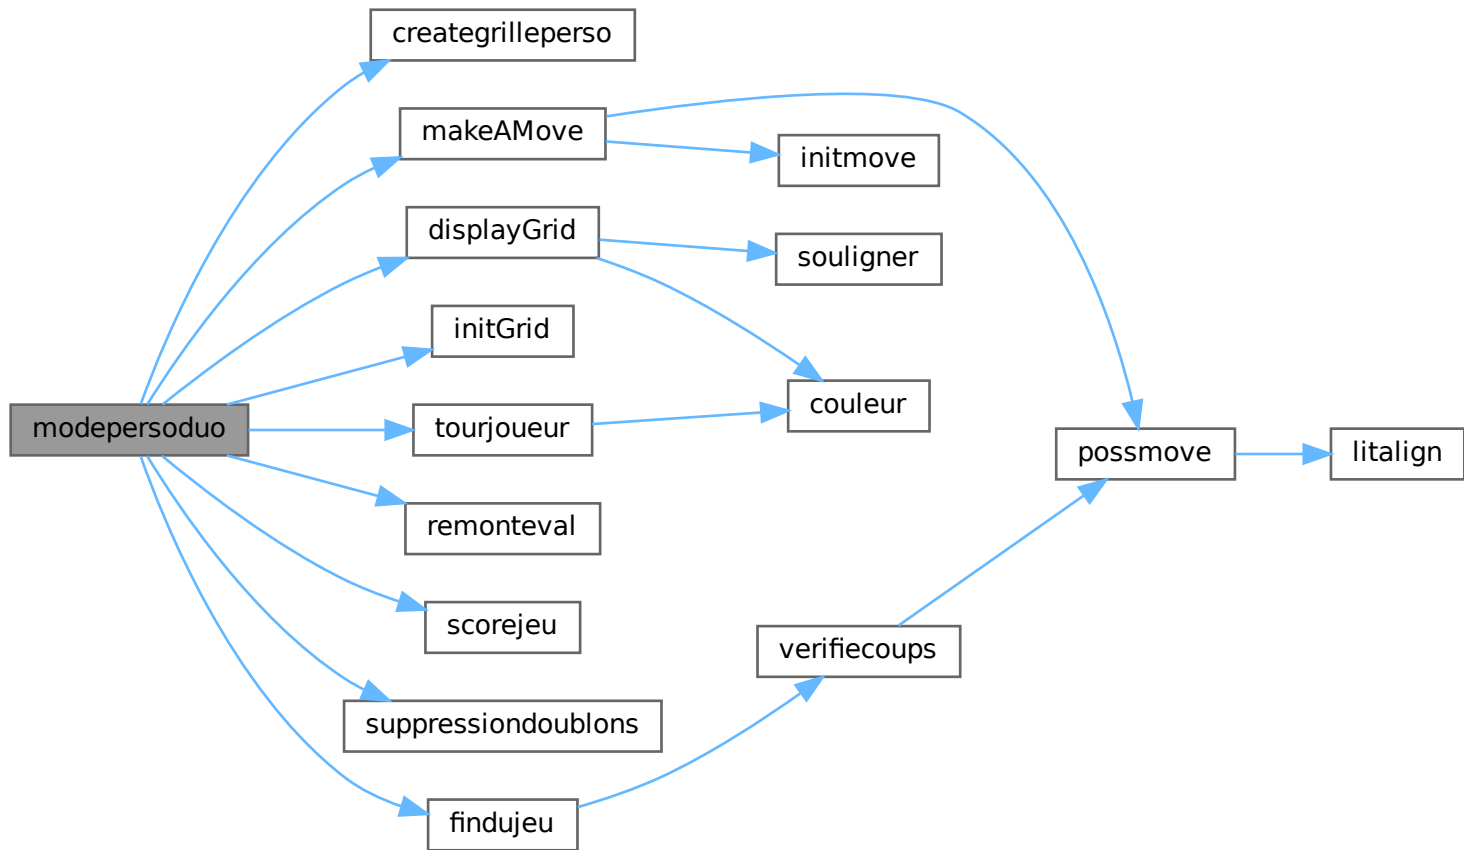 creategrilleperso
makeAMove
initmove
displayGrid
souligner
initGrid
couleur
modepersoduo
tourjoueur
possmove
litalign
remonteval
scorejeu
verifiecoups
suppressiondoublons
findujeu